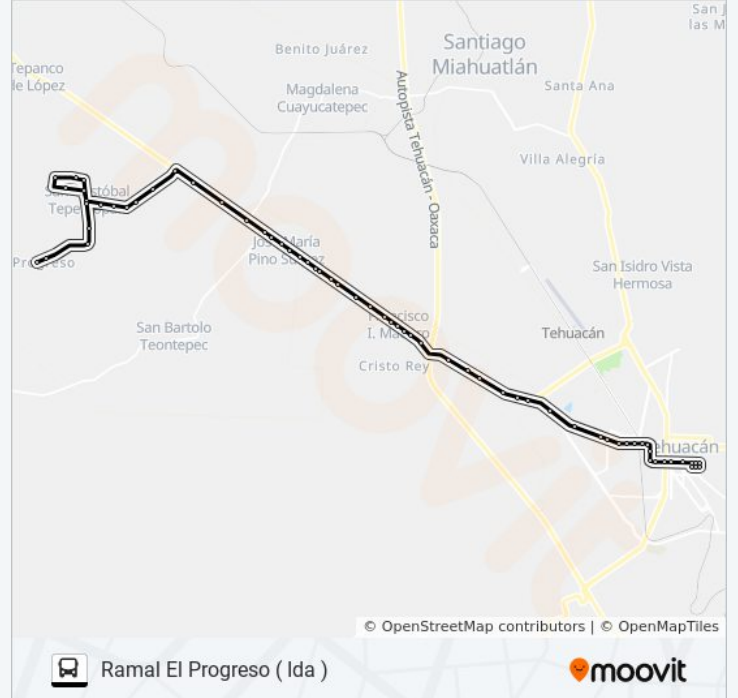 San J
las M
Santiago
Miahuatlán
Benito Juárez
Tepanco
de López
Santa Ana
Magdalena
Cuayucatepec
Autopista Tehuacán - Oaxaca
Villa Alegría
José María
Pino Suárez
San Isidro Vista
Hermosa
Progreso
San Bartolo
Teontepec
Francisco
Tehuacán
Cristo Rey
Tehuacán
moovit
© OpenStreetMap contributors | © OpenMapTiles
Ramal El Progreso ( Ida )
moovit